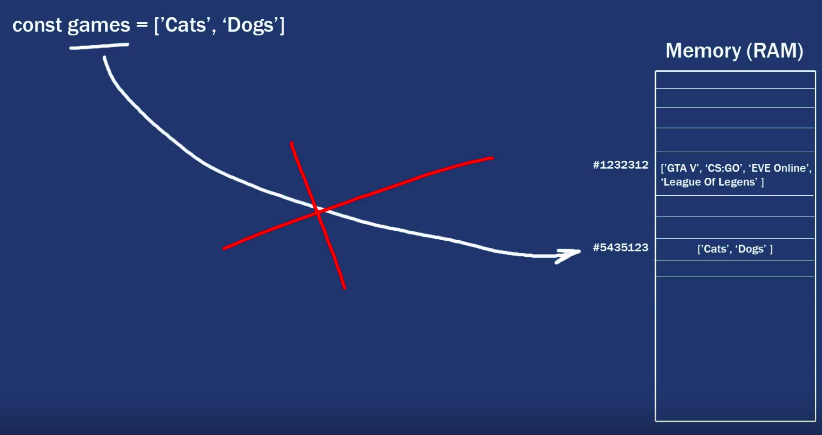 const games = [’Cats’, ‘Dogs’]
Memory (RAM)
#1232312
[’GTA V’, ‘CS:GO’, ‘EVE Online’,
‘League Of Legens’ ]
#5435123
[’Cats’, ‘Dogs’ ]